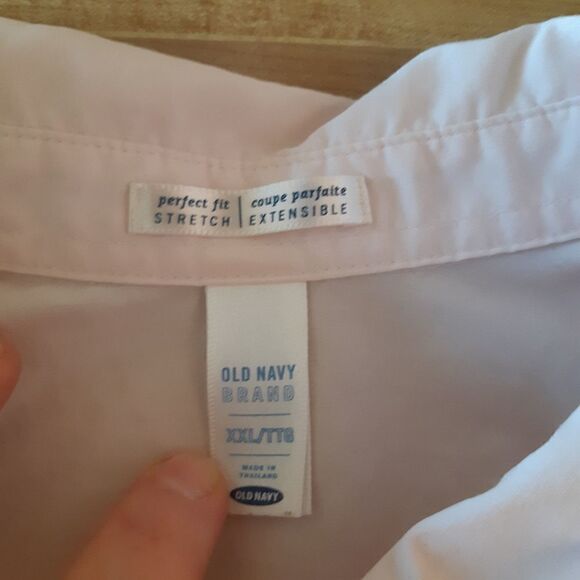 perfect fit | coupe parfaite
STRETCH | EXTENSIBLE
OLD NAVY
BRAND
XXL/TTG
MADE IN
THAILAND
OLD NAVY